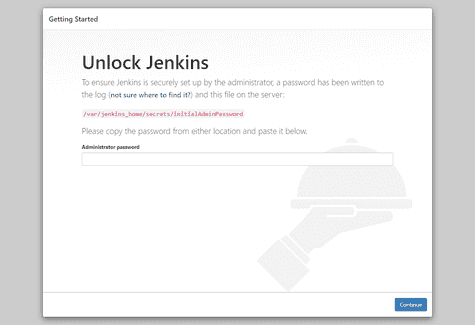 Getting Started
Unlock Jenkins
To ensure Jenkins is securely set up by the administrator, a password has been written to
the log (not sure where to find it?) and this file on the server:
/var/jenkins_home/secrets/initialAdminPassword
Please copy the password from either location and paste it below.
Administrator password
Continue